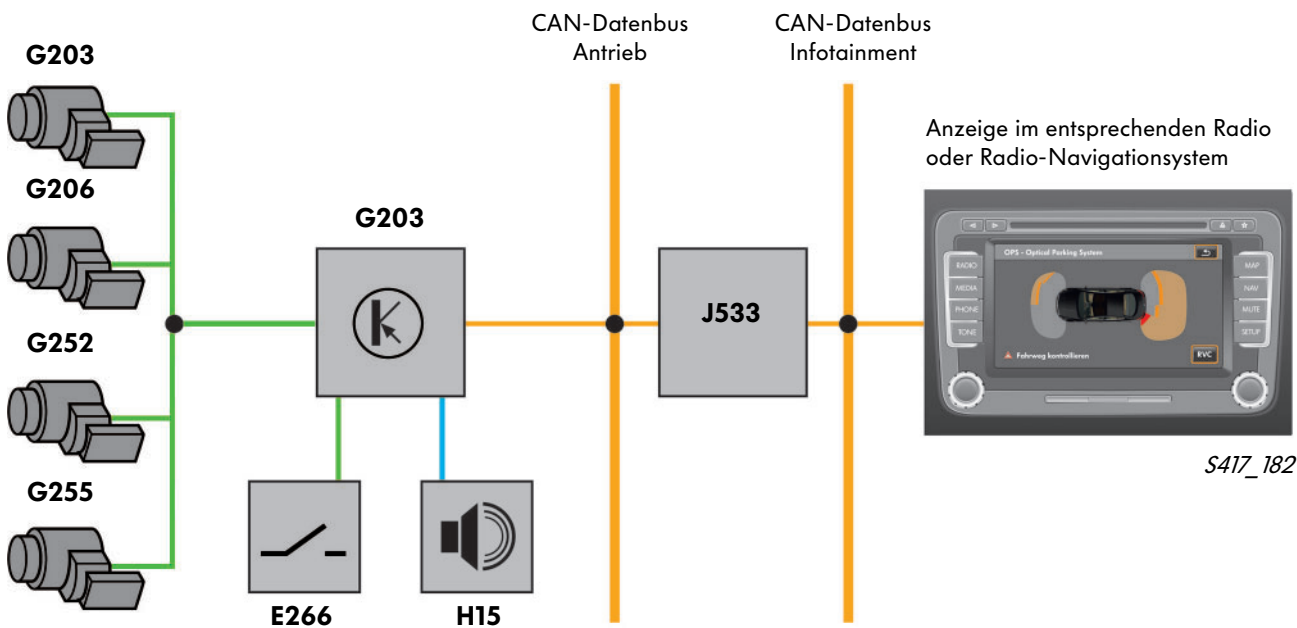 CAN-Datenbus
Antrieb
CAN-Datenbus
Infotainment
G203
G206
G252
G255
G203
E266
H15
J533
Anzeige im entsprechenden Radio
oder Radio-Navigationsystem
OPS - Optical Parking System
RADIO
MEDIA
PHONE
TONE
MAP
NAV
MUTE
SETUP
Fahrweg kontrollieren
RVC
S417_182